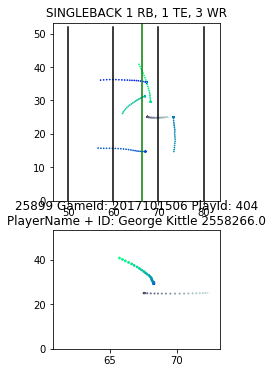 SINGLEBACK 1 RB, 1 TE, 3 WR
50
40
30
20
10
0
50 60 70 80
25899 GameId: 2017101506 PlayId: 404
PlayerName + ID: George Kittle 2558266.0
40
20
0
65 70